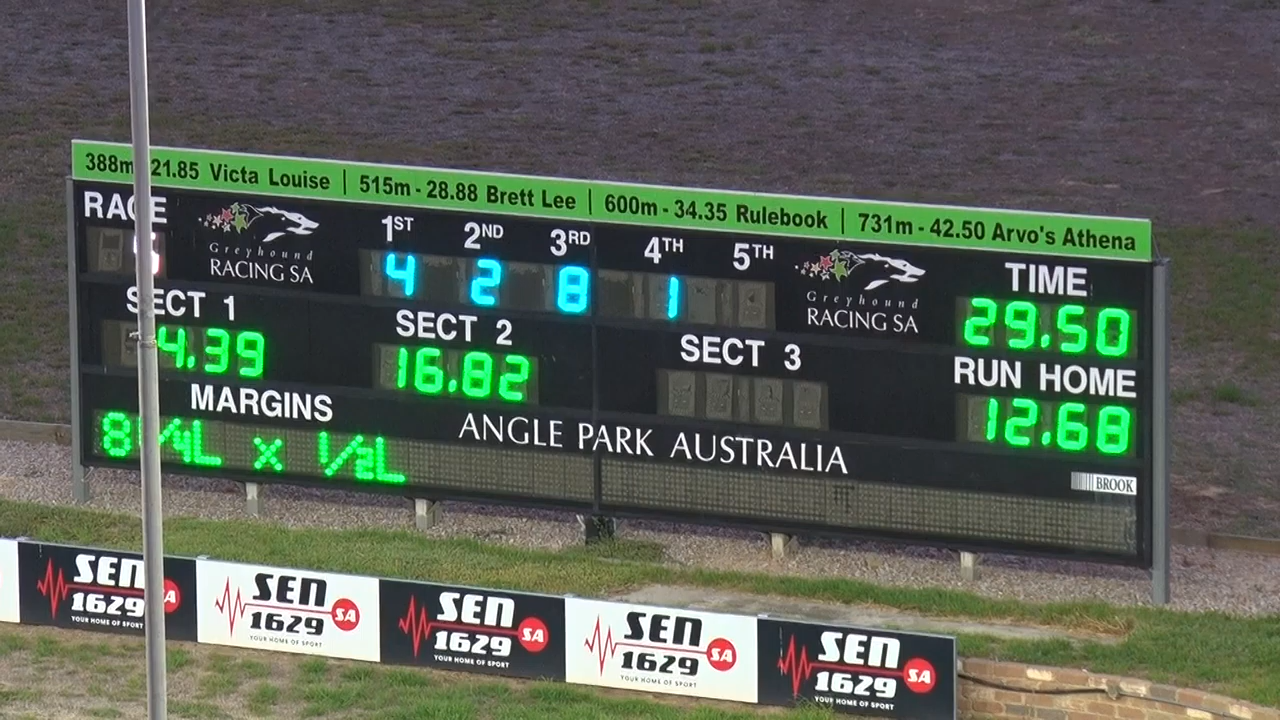 388m 21.85 Victa Louise | 515m - 28.88 Brett Lee | 600m - 34.35 Rulebook | 731m - 42.50 Arvo's Athena
RACE
Greyhound
RACING SA
1ST 2ND 3RD 4TH 5TH
4 2 8 1
Greyhound
RACING SA
TIME
29.50
SECT 1
4.39
SECT 2
16.82
SECT 3
RUN HOME
12.68
MARGINS
8 1/4L x 1/2L
ANGLE PARK AUSTRALIA
BROOK
SEN
1629 SA
YOUR HOME OF SPORT
SEN
1629 SA
YOUR HOME OF SPORT
SEN
1629 SA
YOUR HOME OF SPORT
SEN
1629 SA
YOUR HOME OF SPORT
SEN
1629 SA
YOUR HOME OF SPORT